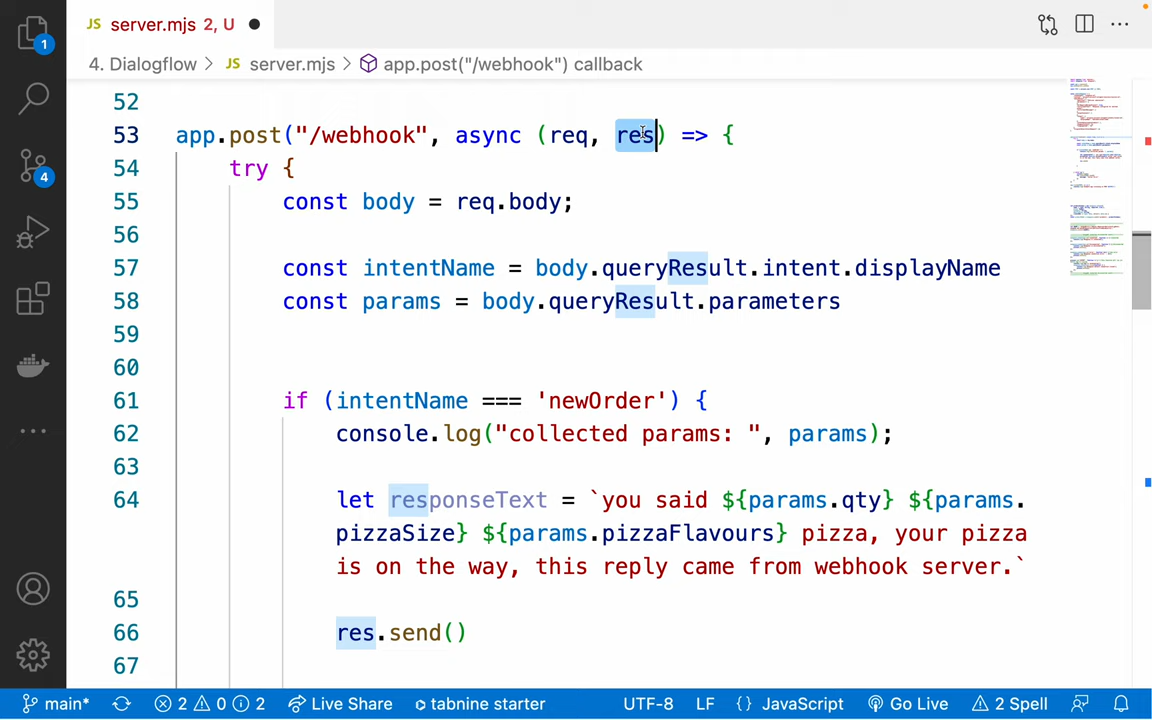 JS server.mjs 2, U
4. Dialogflow > JS server.mjs > app.post("/webhook") callback
1
4
52
53 app.post("/webhook", async (req, res) => {
54 try {
55 const body = req.body;
56
57 const intentName = body.queryResult.intent.displayName
58 const params = body.queryResult.parameters
59
60
61 if (intentName === 'newOrder') {
62 console.log("collected params: ", params);
63
64 let responseText = `you said ${params.qty} ${params.
pizzaSize} ${params.pizzaFlavours} pizza, your pizza
is on the way, this reply came from webhook server.`
65
66 res.send()
67
main* 2 0 2 Live Share tabnine starter UTF-8 LF {} JavaScript Go Live 2 Spell